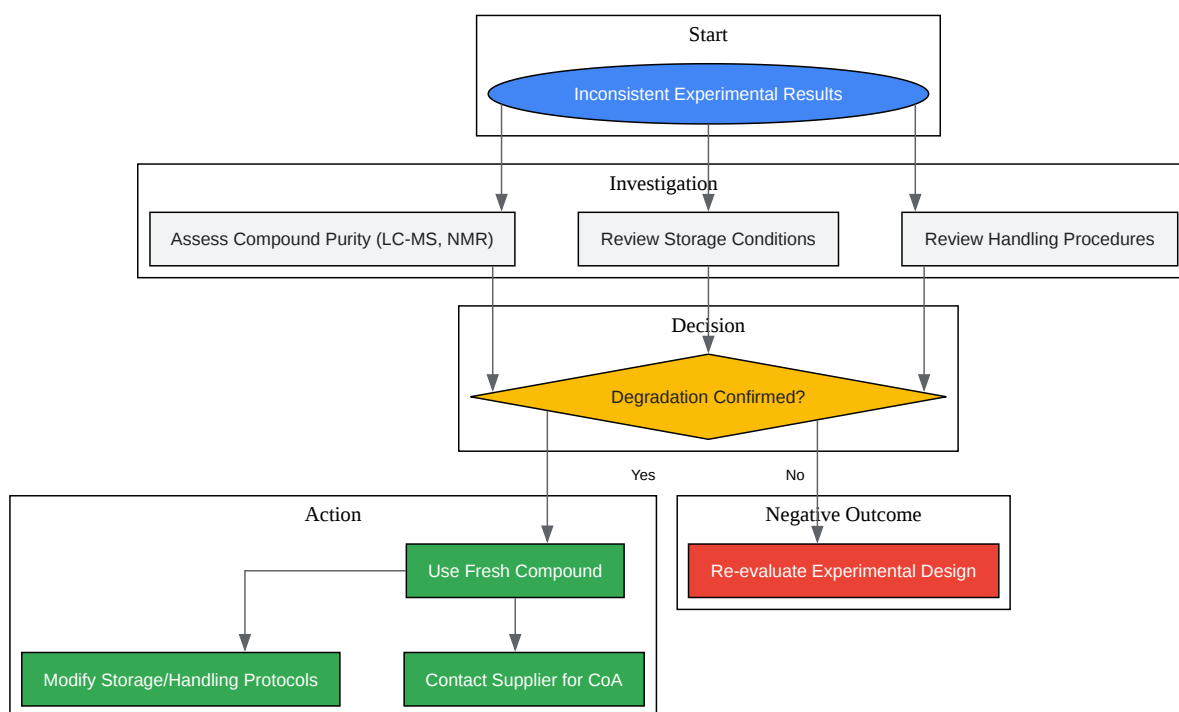 Start
Inconsistent Experimental Results
Investigation
Assess Compound Purity (LC-MS, NMR)
Review Storage Conditions
Review Handling Procedures
Decision
Degradation Confirmed?
Yes
No
Action
Negative Outcome
Use Fresh Compound
Re-evaluate Experimental Design
Modify Storage/Handling Protocols
Contact Supplier for CoA